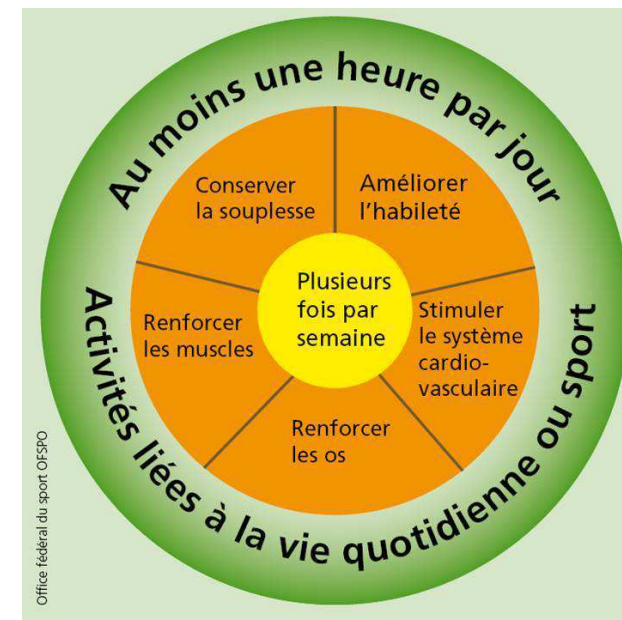 Au moins une heure par jour
Conserver
la souplesse
Améliorer
l'habileté
Plusieurs
fois par
semaine
Renforcer
les muscles
Stimuler
le système
cardio-
vasculaire
Renforcer
les os
Activités liées à la vie quotidienne ou sport
Office fédéral du sport OFSPO